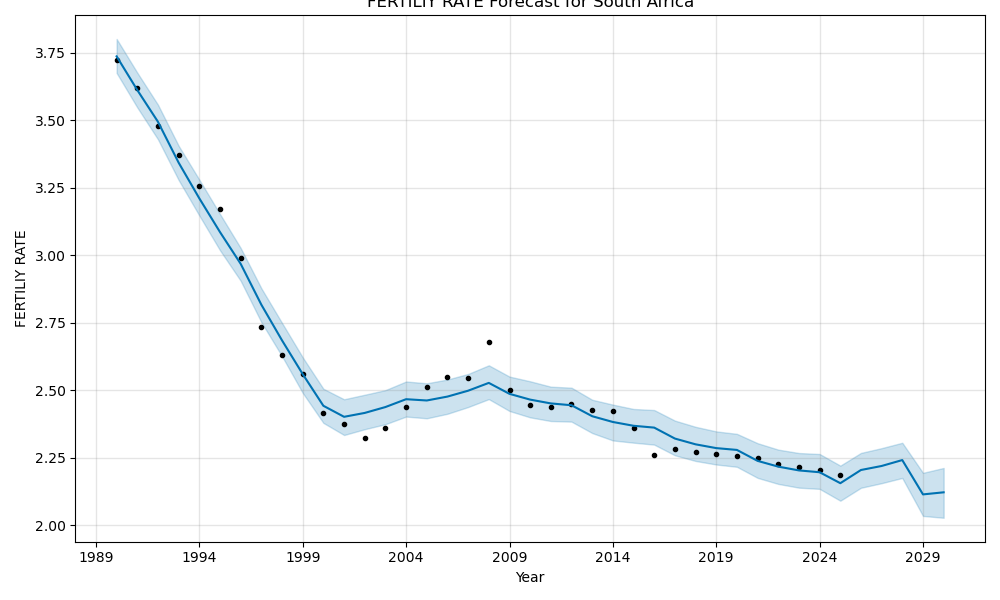 FERTILIY RATE Forecast for South Africa
3.75
3.50
3.25
3.00
2.75
2.50
2.25
2.00
FERTILIY RATE
1989 1994 1999 2004 2009 2014 2019 2024 2029
Year